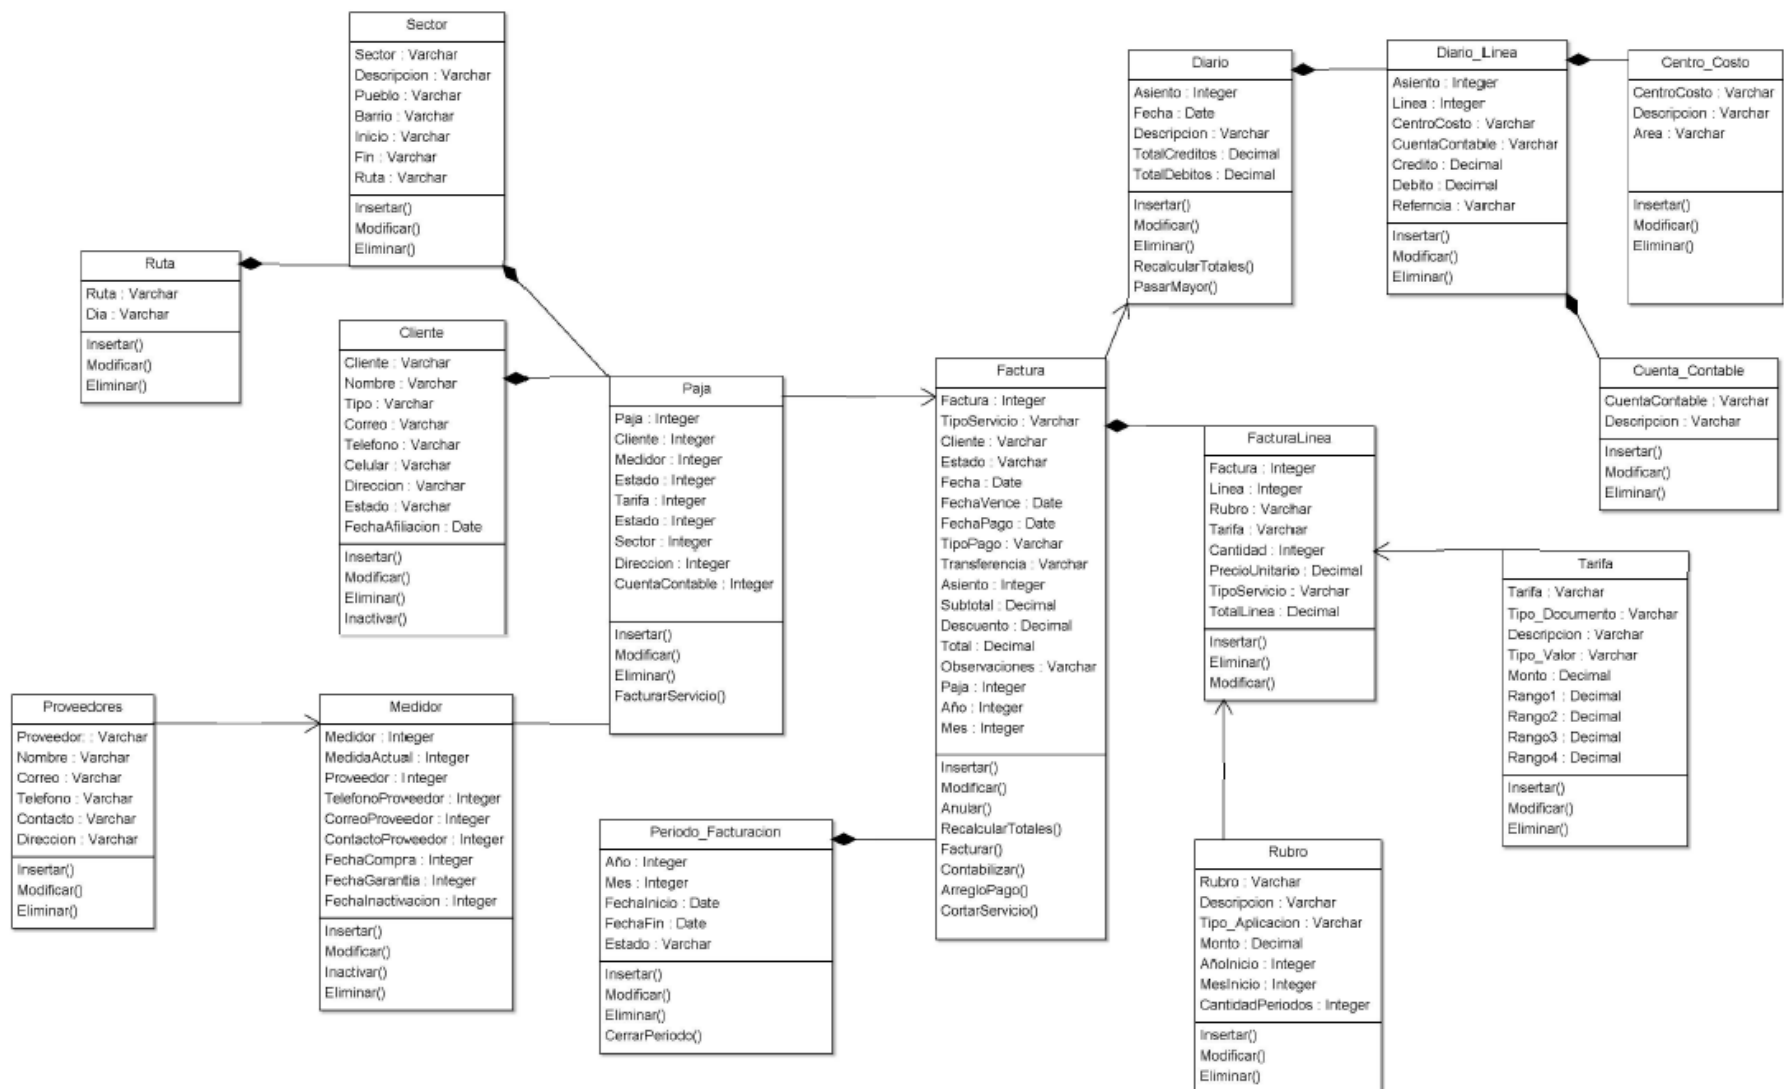 Sector
Sector : Varchar
Descripcion : Varchar
Pueblo : Varchar
Barrio : Varchar
Inicio : Varchar
Fin : Varchar
Ruta : Varchar
Insertar()
Modificar()
Eliminar()
Ruta
Ruta : Varchar
Dia : Varchar
Insertar()
Modificar()
Eliminar()
Cliente
Cliente : Varchar
Nombre : Varchar
Tipo : Varchar
Correo : Varchar
Telefono : Varchar
Celular : Varchar
Direccion : Varchar
Estado : Varchar
FechaAfiliacion : Date
Insertar()
Modificar()
Eliminar()
Inactivar()
Paja
Paja : Integer
Cliente : Integer
Medidor : Integer
Estado : Integer
Tarifa : Integer
Estado : Integer
Sector : Integer
Direccion : Integer
CuentaContable : Integer
Insertar()
Modificar()
Eliminar()
FacturarServicio()
Proveedores
Proveedor: : Varchar
Nombre : Varchar
Correo : Varchar
Telefono : Varchar
Contacto : Varchar
Direccion : Varchar
Insertar()
Modificar()
Eliminar()
Medidor
Medidor : Integer
MedidaActual : Integer
Proveedor : Integer
TelefonoProveedor : Integer
CorreoProveedor : Integer
ContactoProveedor : Integer
FechaCompra : Integer
FechaGarantia : Integer
FechaInactivacion : Integer
Insertar()
Modificar()
Inactivar()
Eliminar()
Periodo_Facturacion
Año : Integer
Mes : Integer
FechaInicio : Date
FechaFin : Date
Estado : Varchar
Insertar()
Modificar()
Eliminar()
CerrarPeriodo()
Factura
Factura : Integer
TipoServicio : Varchar
Cliente : Varchar
Estado : Varchar
Fecha : Date
FechaVence : Date
FechaPago : Date
TipoPago : Varchar
Transferencia : Varchar
Asiento : Integer
Subtotal : Decimal
Descuento : Decimal
Total : Decimal
Observaciones : Varchar
Paja : Integer
Año : Integer
Mes : Integer
Insertar()
Modificar()
Anular()
RecalcularTotales()
Facturar()
Contabilizar()
ArregloPago()
CortarServicio()
Diario
Asiento : Integer
Fecha : Date
Descripcion : Varchar
TotalCreditos : Decimal
TotalDebitos : Decimal
Insertar()
Modificar()
Eliminar()
RecalcularTotales()
PasarMayor()
Diario_Linea
Asiento : Integer
Linea : Integer
CentroCosto : Varchar
CuentaContable : Varchar
Credito : Decimal
Debito : Decimal
Referncia : Varchar
Insertar()
Modificar()
Eliminar()
Centro_Costo
CentroCosto : Varchar
Descripcion : Varchar
Area : Varchar
Insertar()
Modificar()
Eliminar()
Cuenta_Contable
CuentaContable : Varchar
Descripcion : Varchar
Insertar()
Modificar()
Eliminar()
FacturaLinea
Factura : Integer
Linea : Integer
Rubro : Varchar
Tarifa : Varchar
Cantidad : Integer
PrecioUnitario : Decimal
TipoServicio : Varchar
TotalLinea : Decimal
Insertar()
Eliminar()
Modificar()
Tarifa
Tarifa : Varchar
Tipo_Documento : Varchar
Descripcion : Varchar
Tipo_Valor : Varchar
Monto : Decimal
Rango1 : Decimal
Rango2 : Decimal
Rango3 : Decimal
Rango4 : Decimal
Insertar()
Modificar()
Eliminar()
Rubro
Rubro : Varchar
Descripcion : Varchar
Tipo_Aplicacion : Varchar
Monto : Decimal
AñoInicio : Integer
MesInicio : Integer
CantidadPeriodos : Integer
Insertar()
Modificar()
Eliminar()